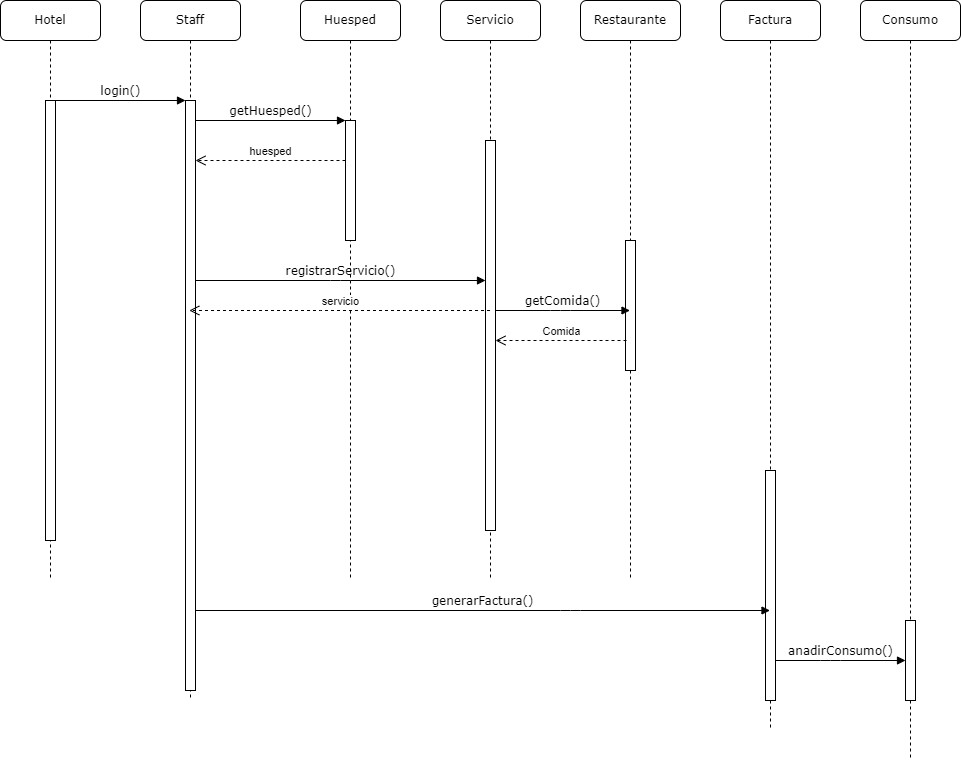 Hotel
Staff
Huesped
Servicio
Restaurante
Factura
Consumo
login()
getHuesped()
huesped
registrarServicio()
servicio
getComida()
Comida
generarFactura()
anadirConsumo()